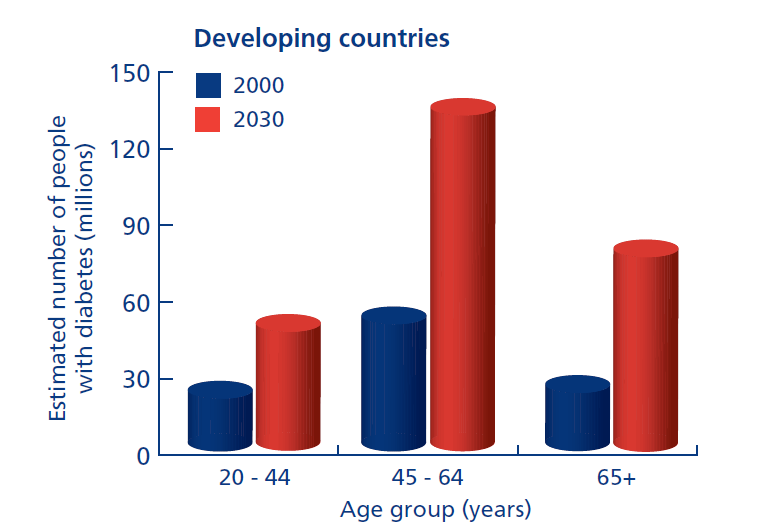 Developing countries
2000
2030
Estimated number of people
with diabetes (millions)
150
120
90
60
30
0
20 - 44
45 - 64
65+
Age group (years)